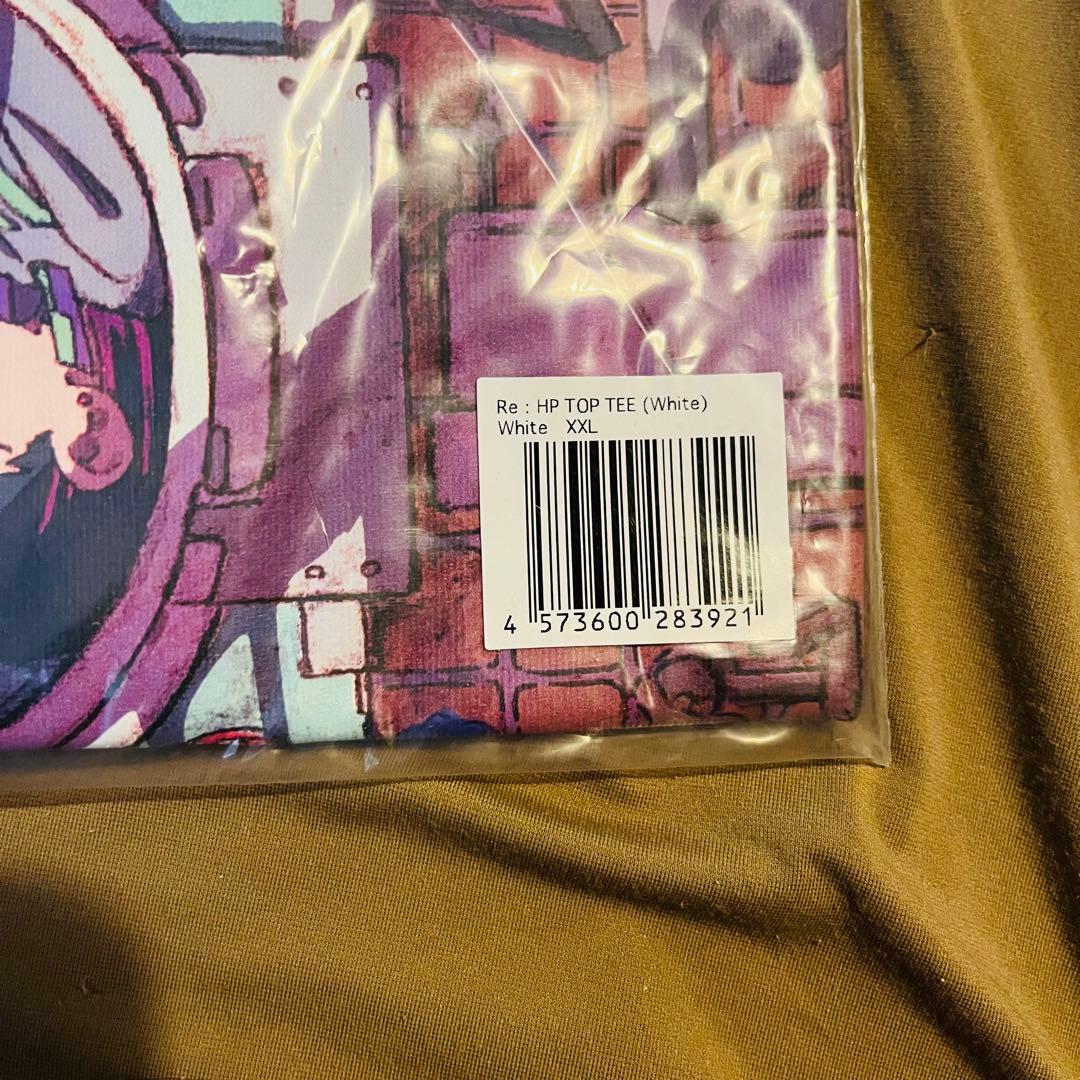 Re : HP TOP TEE (White)
White XXL
4 573600 283921